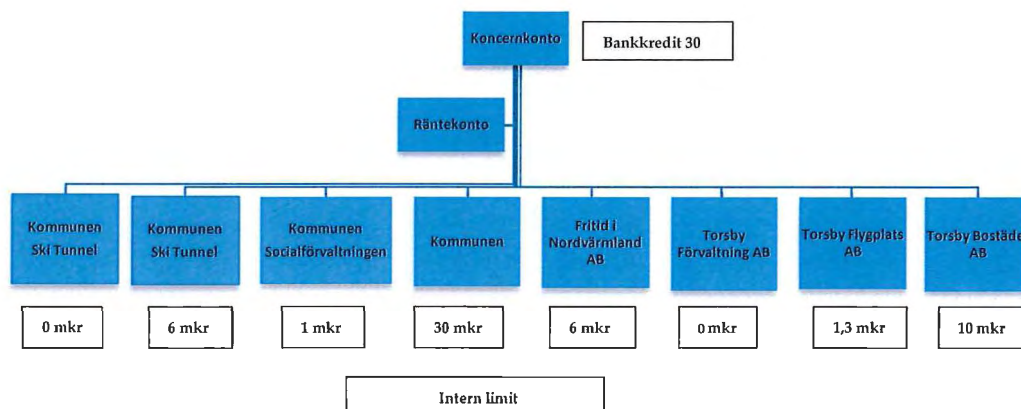 Koncernkonto
Bankkredit 30
Räntekonto
Kommunen
Ski Tunnel
Kommunen
Ski Tunnel
Kommunen
Socialförvaltningen
Kommunen
Fritid i
Nordvärmland
AB
Torsby
Förvaltning AB
Torsby Flygplats
AB
Torsby Bostäder
AB
0 mkr
6 mkr
1 mkr
30 mkr
6 mkr
0 mkr
1,3 mkr
10 mkr
Intern limit